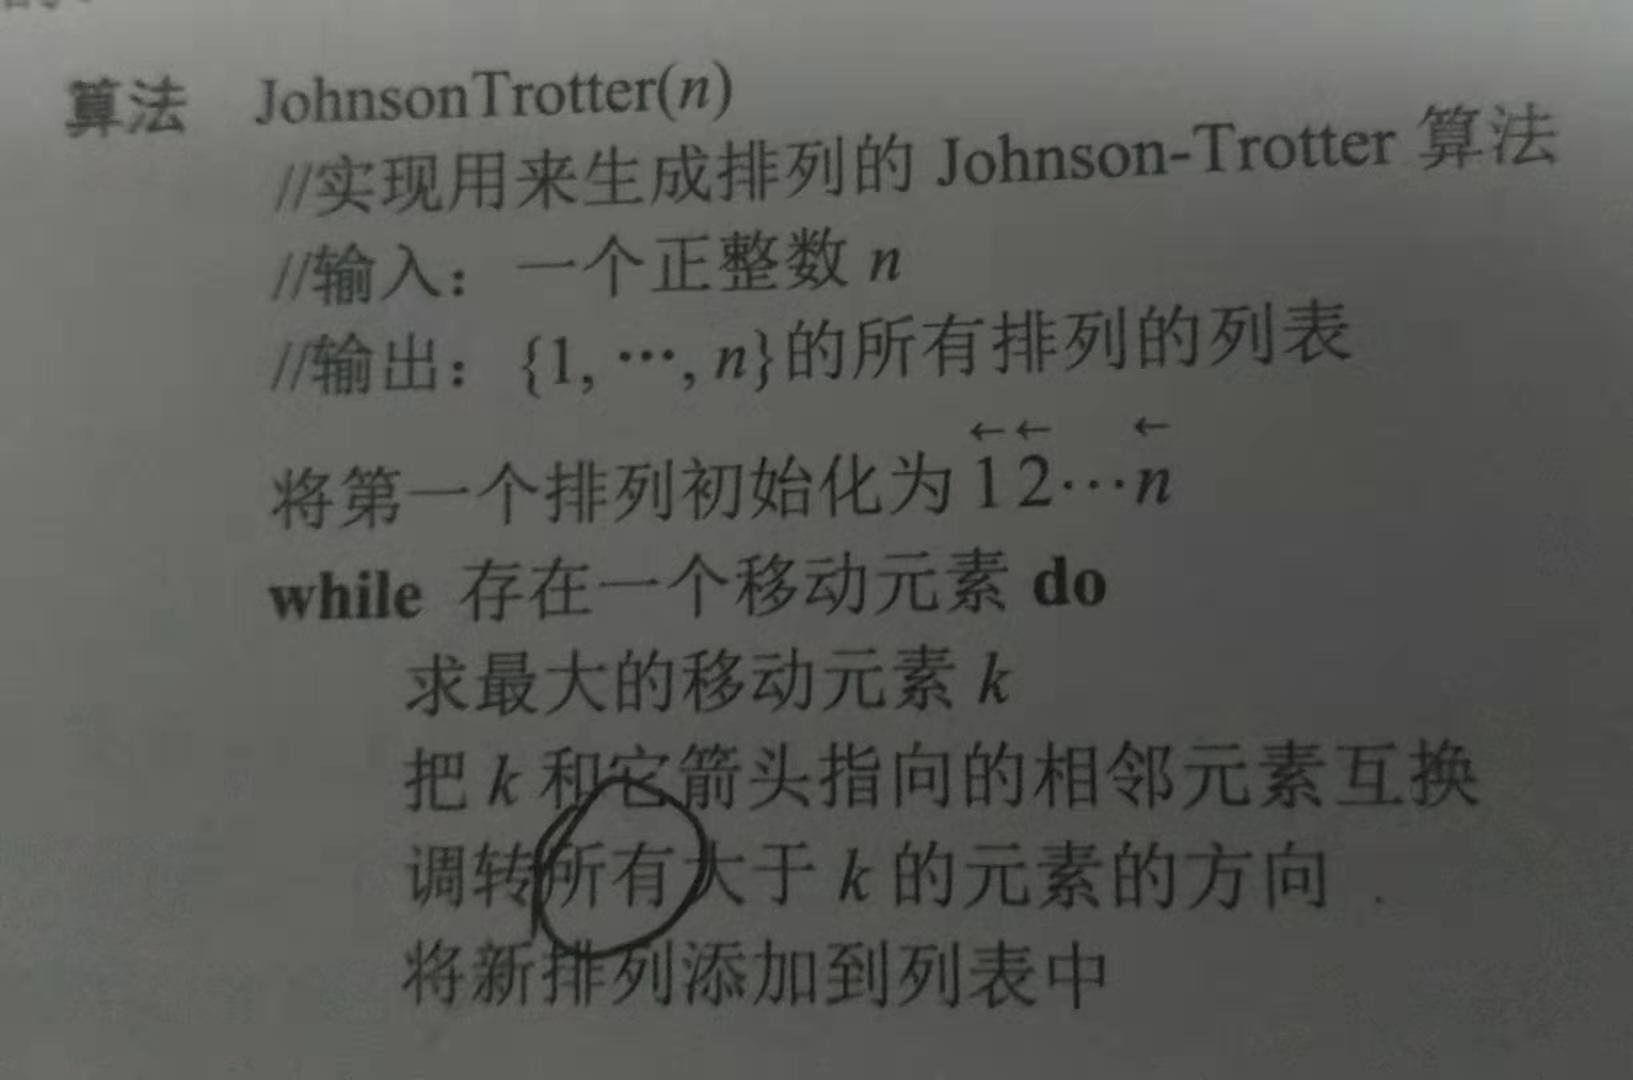 算法 JohnsonTrotter(n)
//实现用来生成排列的 Johnson-Trotter 算法
//输入：一个正整数 n
//输出：{1, …, n}的所有排列的列表
将第一个排列初始化为 ←1 ←2 … ←n
while 存在一个移动元素 do
求最大的移动元素 k
把 k 和它箭头指向的相邻元素互换
调转所有大于 k 的元素的方向
将新排列添加到列表中